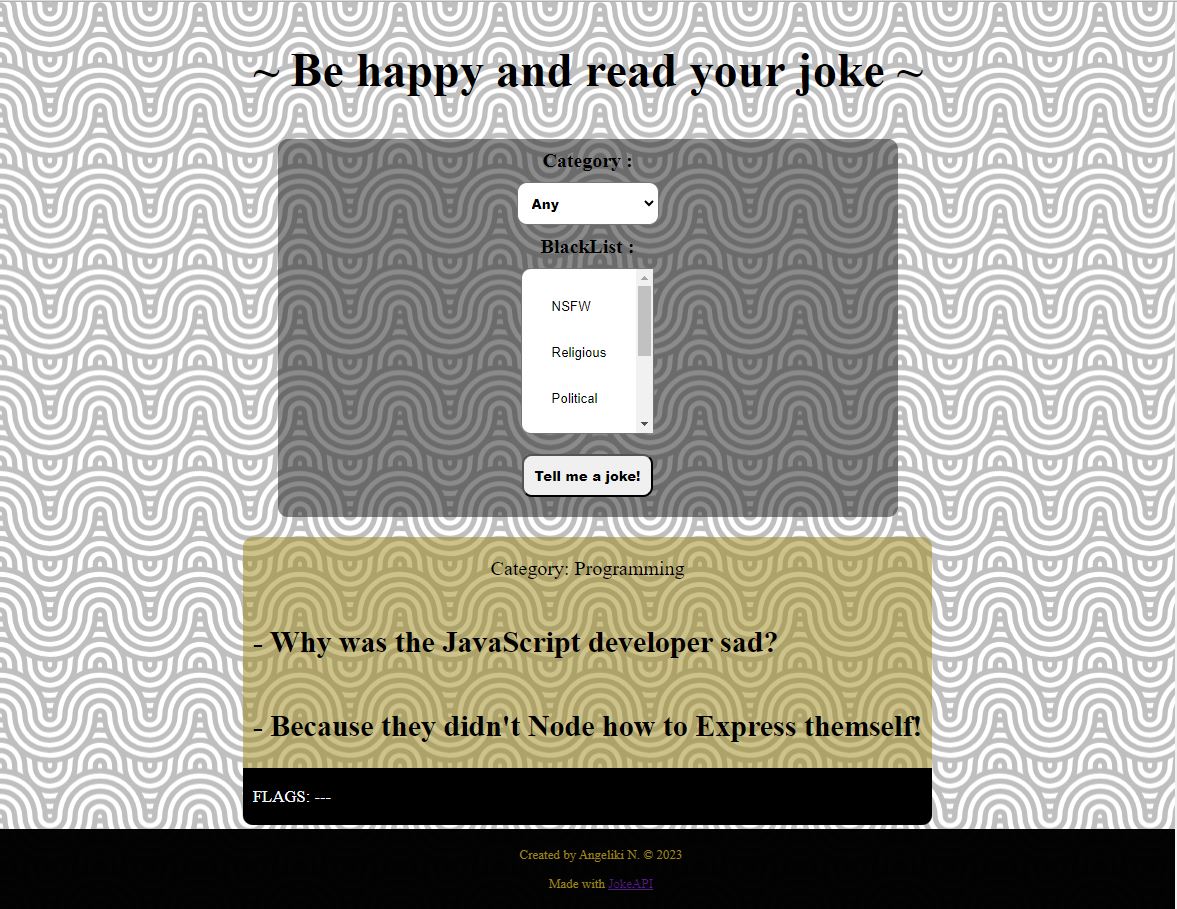 ~ Be happy and read your joke ~
Category :
Any
BlackList :
NSFW
Religious
Political
Tell me a joke!
Category: Programming
- Why was the JavaScript developer sad?
- Because they didn't Node how to Express themself!
FLAGS: ---
Created by Angeliki N. © 2023
Made with JokeAPI